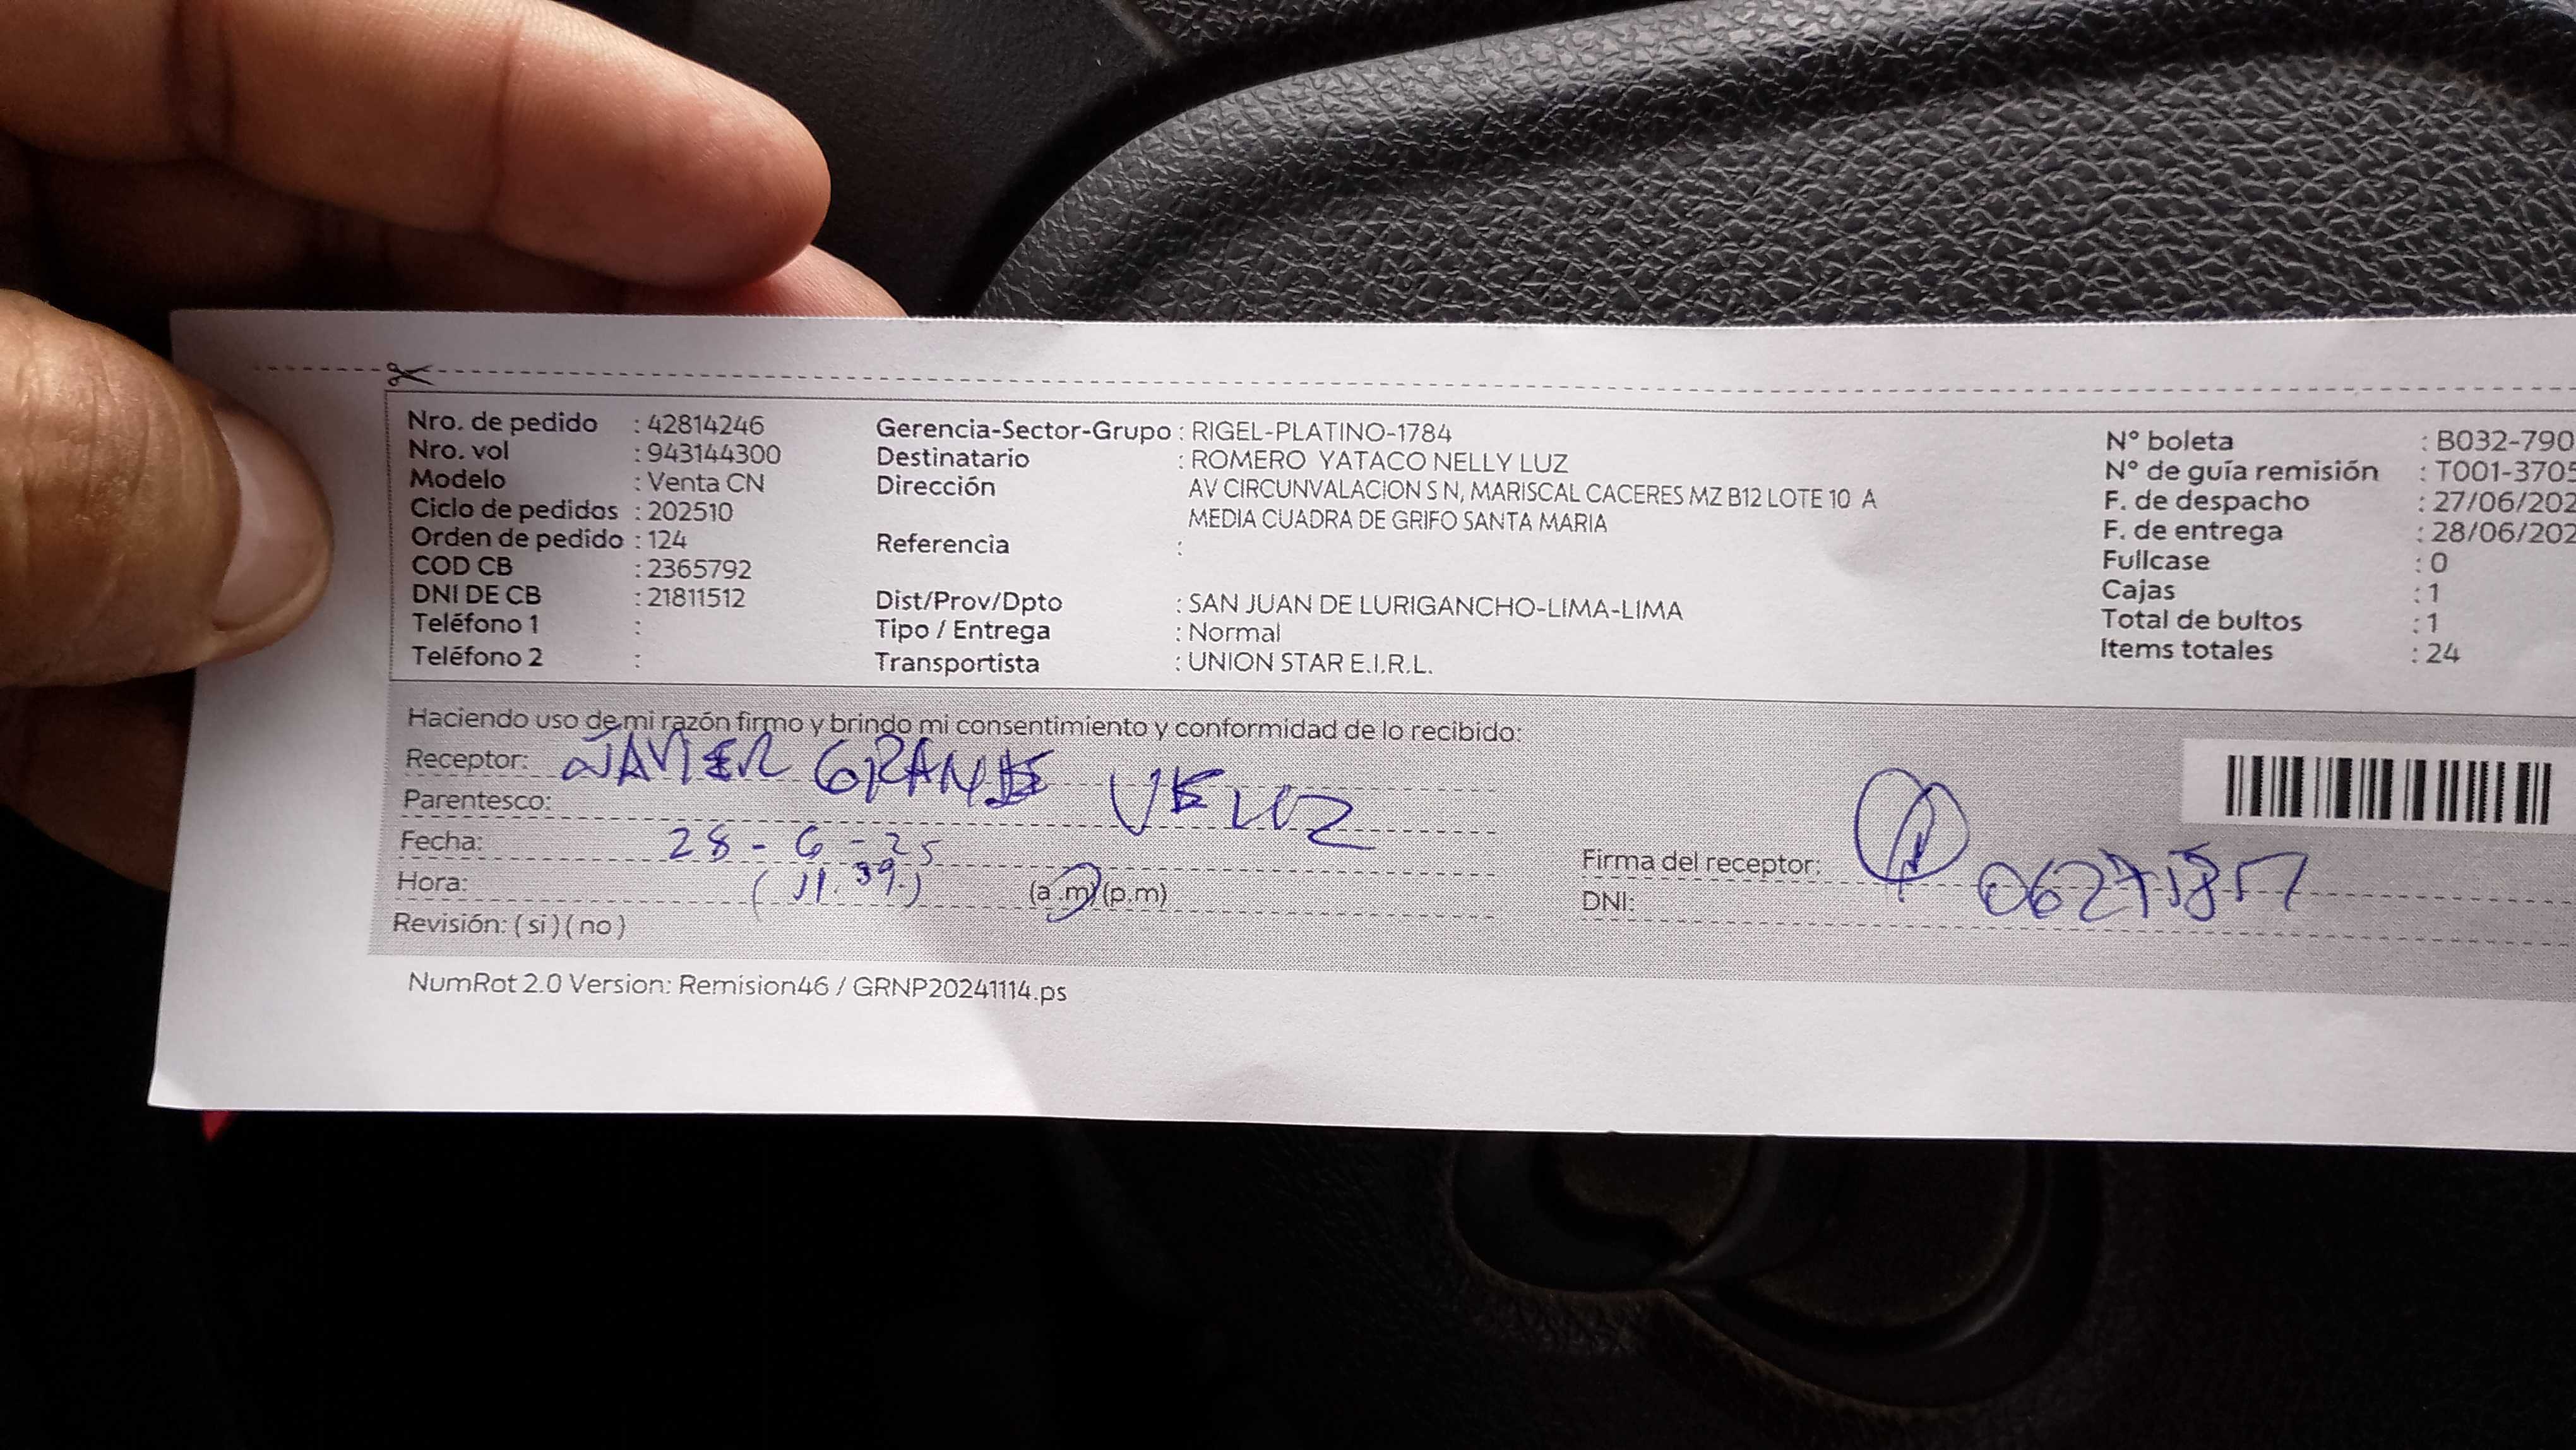 Nro. de pedido : 42814246
Nro. vol : 943144300
Modelo : Venta CN
Ciclo de pedidos : 202510
Orden de pedido : 124
COD CB : 2365792
DNI DE CB : 21811512
Teléfono 1 :
Teléfono 2 :
Gerencia-Sector-Grupo : RIGEL-PLATINO-1784
Destinatario : ROMERO YATACO NELLY LUZ
Dirección AV CIRCUNVALACION S N, MARISCAL CACERES MZ B12 LOTE 10 A
MEDIA CUADRA DE GRIFO SANTA MARIA
Referencia :
Dist/Prov/Dpto : SAN JUAN DE LURIGANCHO-LIMA-LIMA
Tipo / Entrega : Normal
Transportista : UNION STAR E.I.R.L.
N° boleta : B032-790
N° de guía remisión : T001-3705
F. de despacho : 27/06/202
F. de entrega : 28/06/202
Fullcase : 0
Cajas : 1
Total de bultos : 1
Items totales : 24
Haciendo uso de mi razón firmo y brindo mi consentimiento y conformidad de lo recibido:
Receptor: JAVIER
Parentesco:
Fecha: 28-6-25
Hora: (11.39.) (a.m)(p.m)
Revisión: (si)(no)
Firma del receptor:
DNI:
NumRot 2.0 Version: Remision46 / GRNP20241114.ps